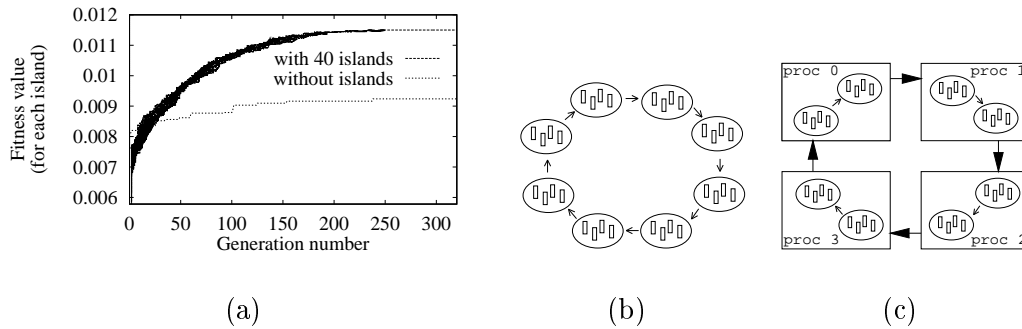 0.012
0.011
0.01
0.009
0.008
0.007
0.006
Fitness value
(for each island)
with 40 islands
without islands
0 50 100 150 200 250 300
Generation number
proc 0
proc 1
proc 3
proc 2
(a)
(b)
(c)